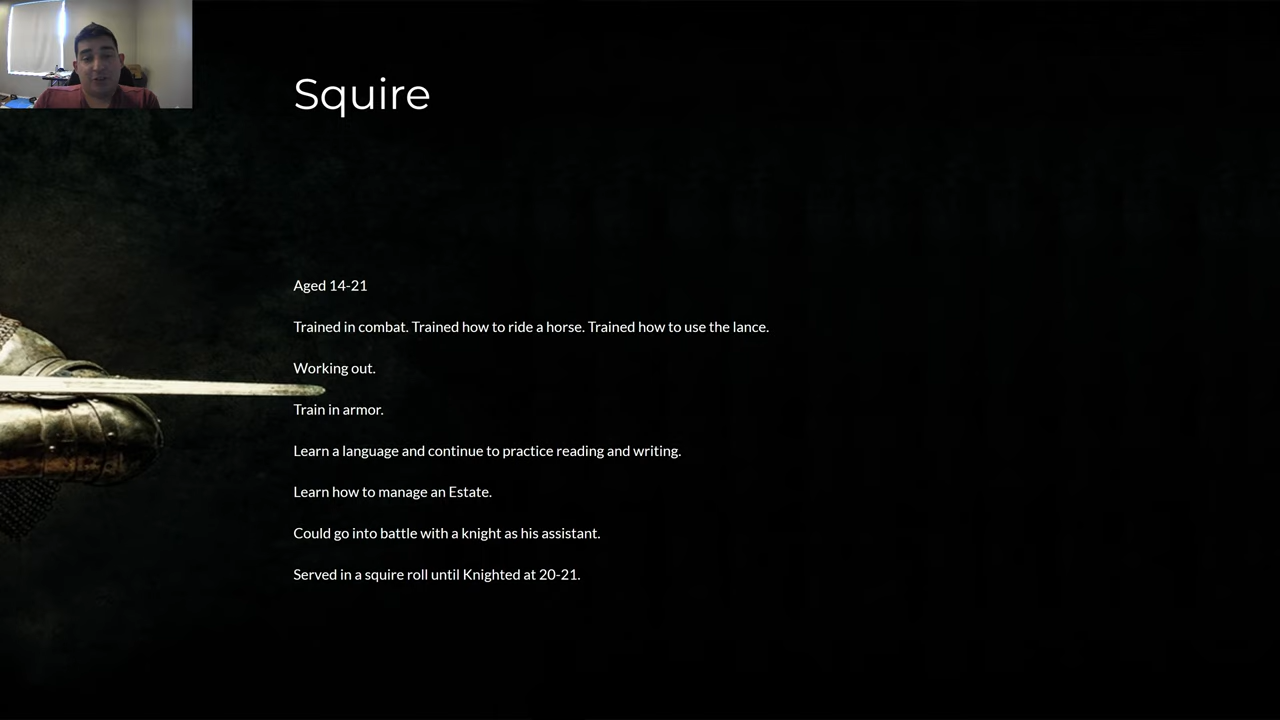 Squire
Aged 14-21
Trained in combat. Trained how to ride a horse. Trained how to use the lance.
Working out.
Train in armor.
Learn a language and continue to practice reading and writing.
Learn how to manage an Estate.
Could go into battle with a knight as his assistant.
Served in a squire roll until Knighted at 20-21.